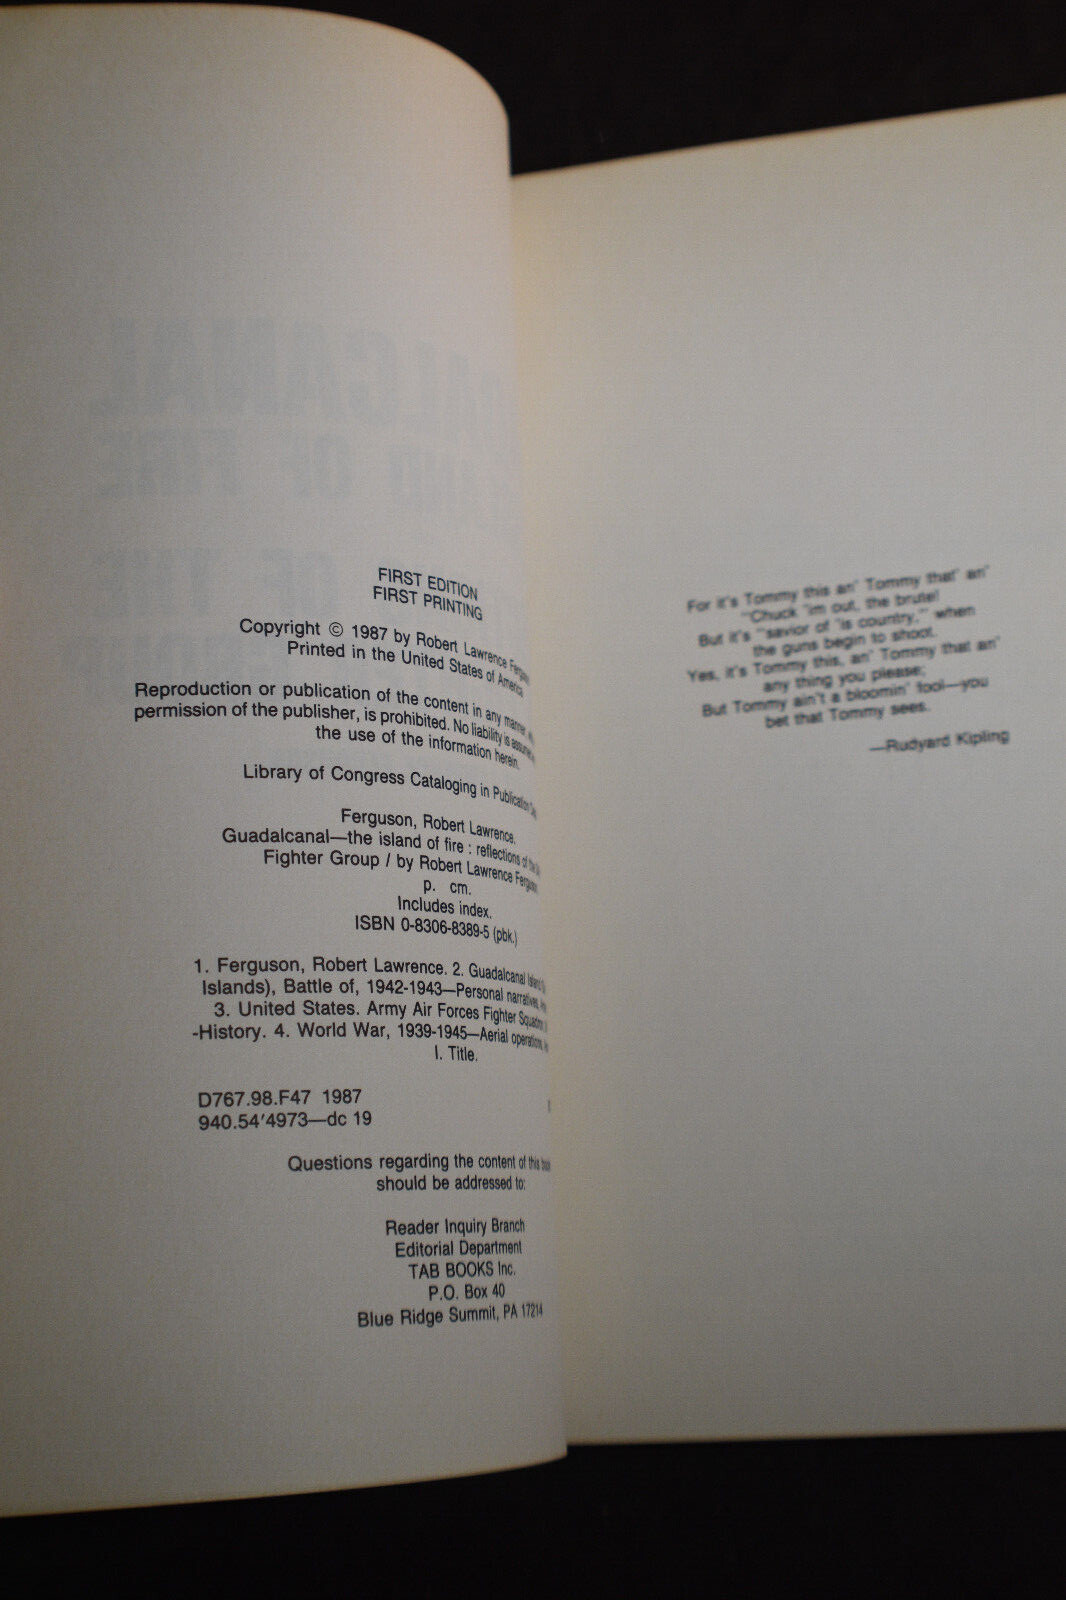 FIRST EDITION
FIRST PRINTING
Copyright © 1987 by Robert Lawrence
Printed in the United States of America
Reproduction or publication of the content in any manner,
permission of the publisher, is prohibited. No liability is assumed
the use of the information herein.
Library of Congress Cataloging in Publication
Ferguson, Robert Lawrence.
Guadalcanal—the island of fire : reflections of the
Fighter Group / by Robert Lawrence Ferguson
p. cm.
Includes index.
ISBN 0-8306-8389-5 (pbk.)
1. Ferguson, Robert Lawrence. 2. Guadalcanal
Islands), Battle of, 1942-1943—Personal narratives,
3. United States. Army Air Forces Fighter
-History. 4. World War, 1939-1945—Aerial operations,
I. Title.
D767.98.F47 1987
940.54'4973—dc 19
Questions regarding the content of this
should be addressed to:
Reader Inquiry Branch
Editorial Department
TAB BOOKS Inc.
P.O. Box 40
Blue Ridge Summit, PA 17214
For it's Tommy this an' Tommy that' an'
"Chuck 'im out, the brute!
But it's "'savior of 'is country,'" when
the guns begin to shoot.
Yes, it's Tommy this, an' Tommy that an'
any thing you please;
But Tommy ain't a bloomin' fool—you
bet that Tommy sees.
—Rudyard Kipling